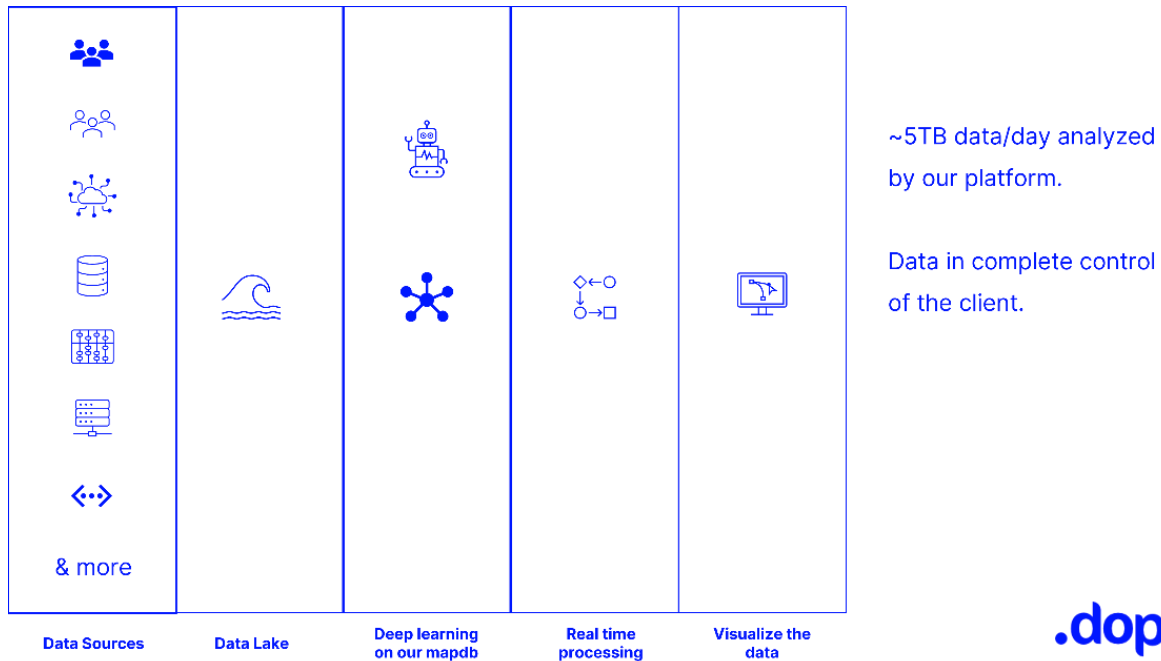 ~5TB data/day analyzed
by our platform.
Data in complete control
of the client.
& more
Data Sources
Data Lake
Deep learning
on our mapdb
Real time
processing
Visualize the
data
.dop